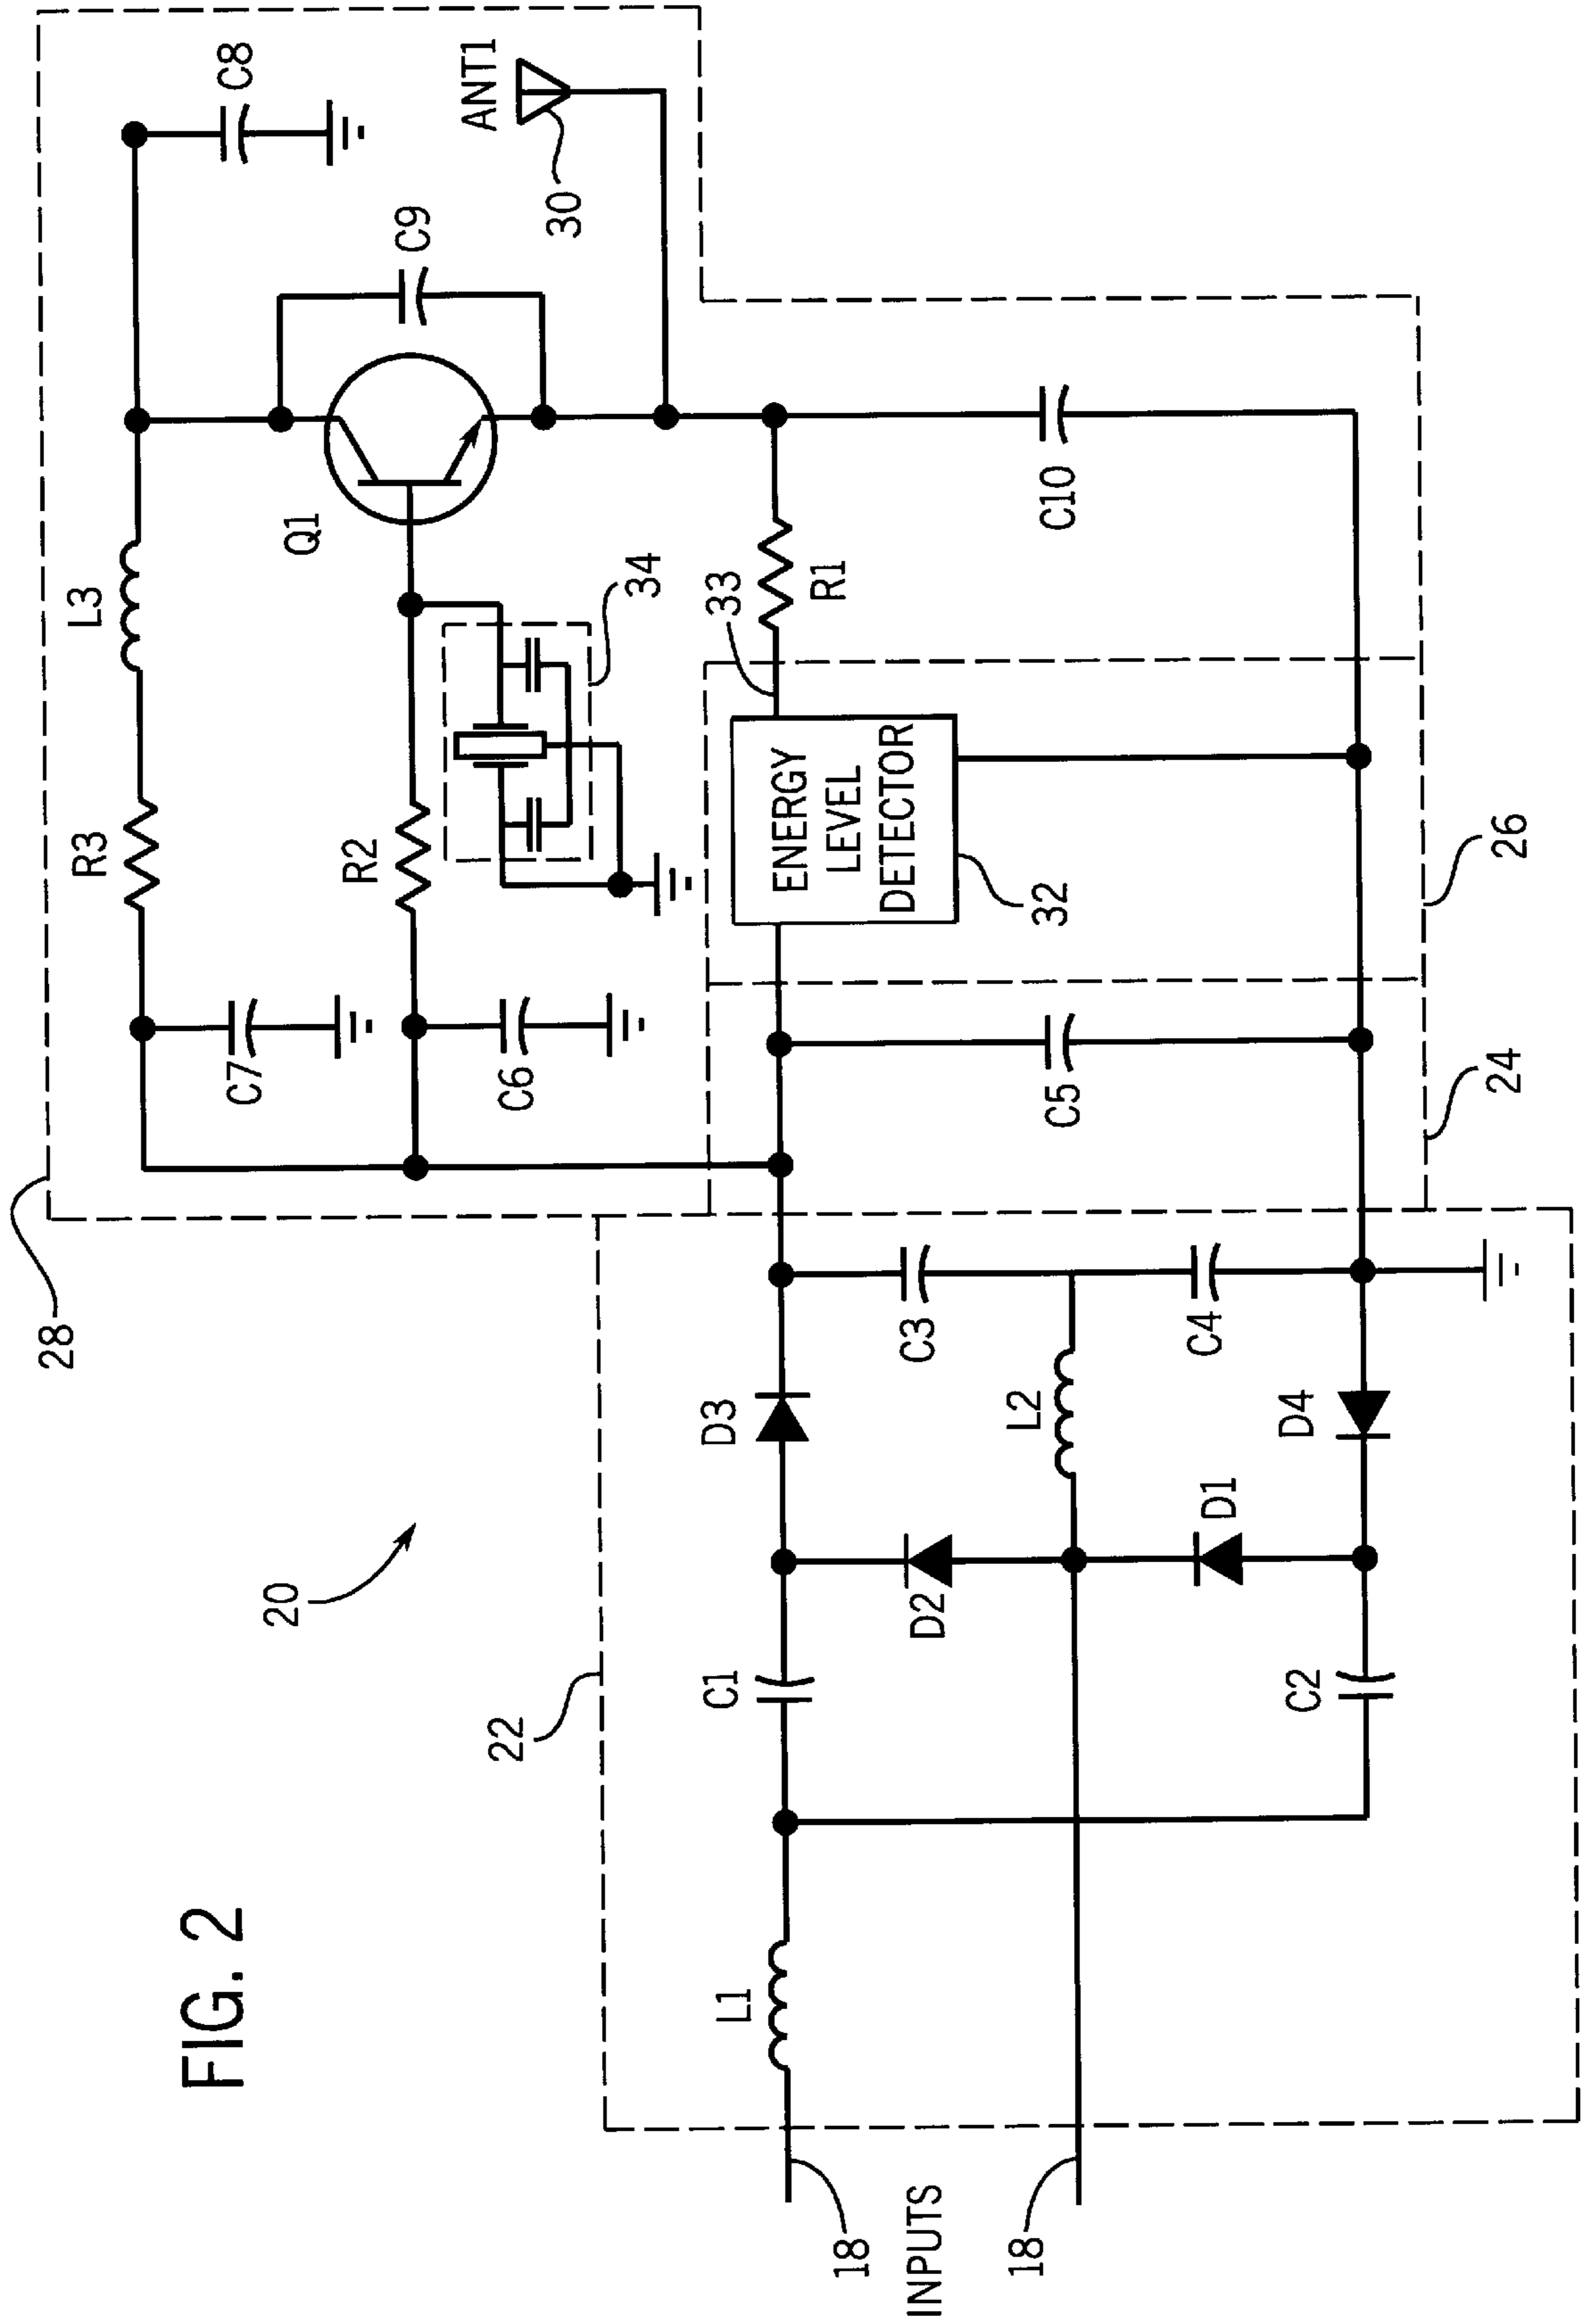 FIG. 2
20
28
22
24
26
INPUTS
18
18
L1
C1
C2
D2
D1
D3
D4
L2
C3
C4
C5
C7
C6
R3
R2
L3
34
Q1
C9
C8
ANT1
30
33
R1
ENERGY
LEVEL
DETECTOR
32
C10